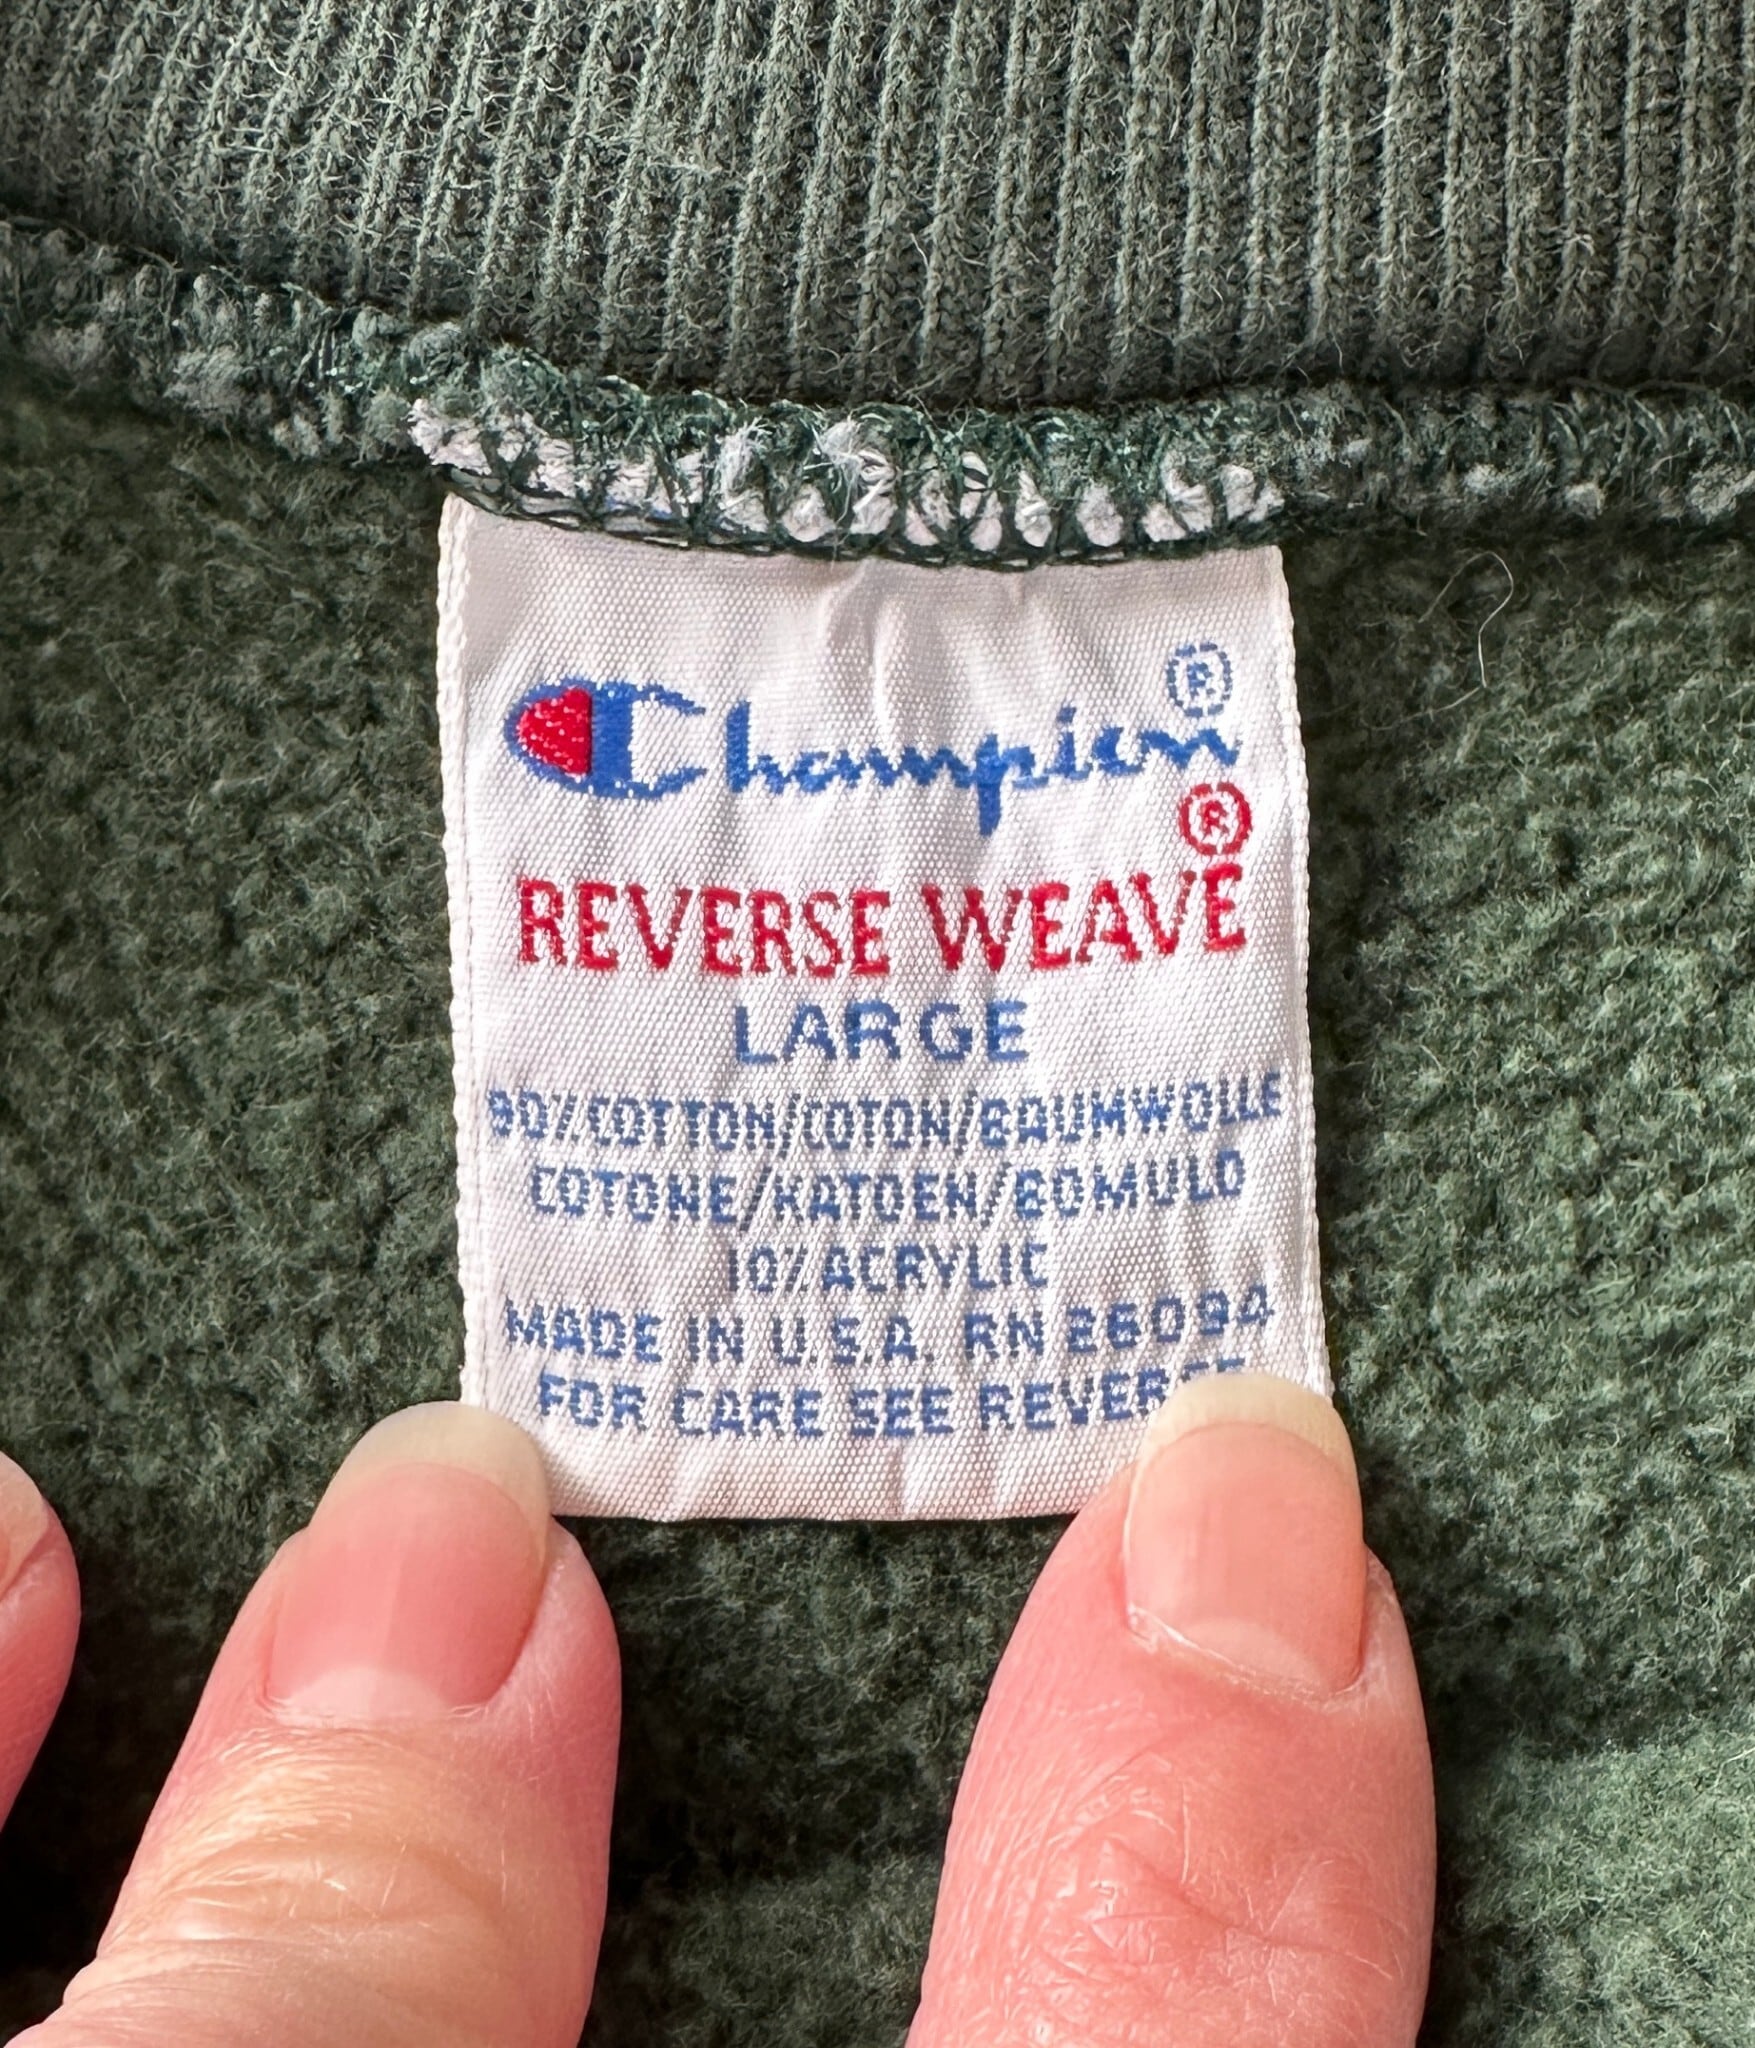 Champion®
REVERSE WEAVE®
LARGE
90%COTTON/COTON/BAUMWOLLE
COTONE/KATOEN/BOMULD
10%ACRYLIC
MADE IN U.S.A. RN 26094
FOR CARE SEE REVERSE